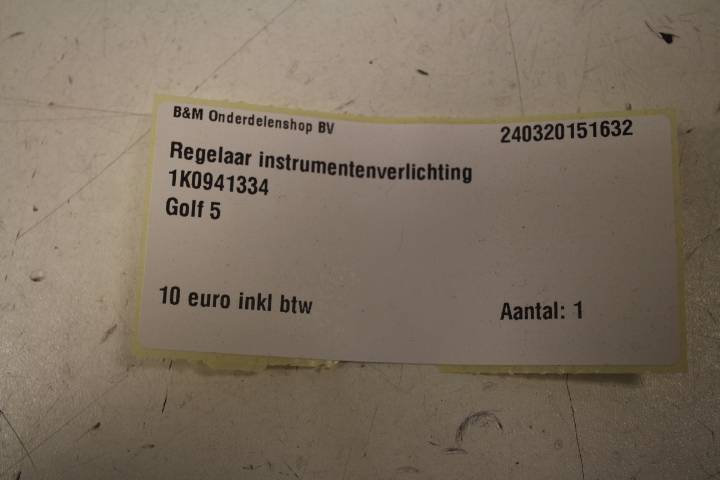 B&M Onderdelenshop BV
240320151632
Regelaar instrumentenverlichting
1K0941334
Golf 5
10 euro inkl btw
Aantal: 1